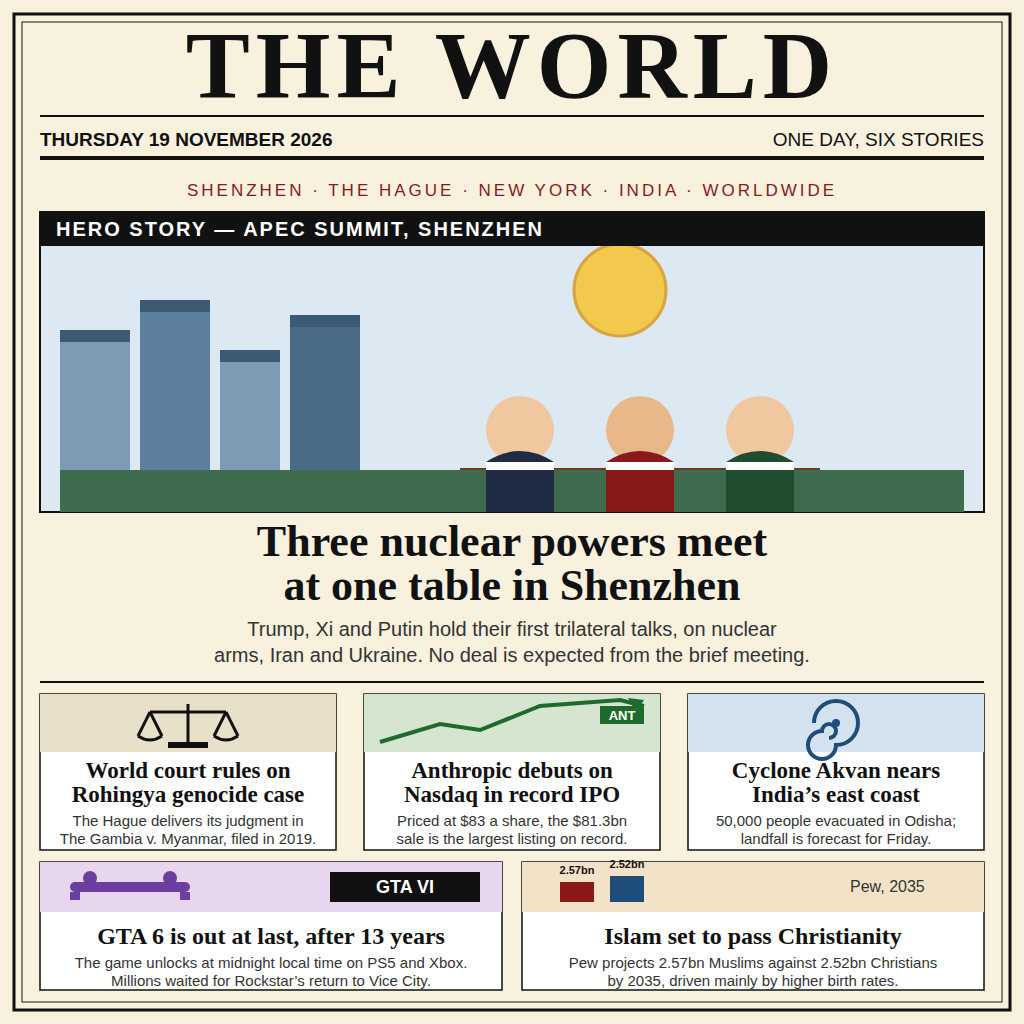 THE WORLD
THURSDAY 19 NOVEMBER 2026
ONE DAY, SIX STORIES
SHENZHEN · THE HAGUE · NEW YORK · INDIA · WORLDWIDE
HERO STORY — APEC SUMMIT, SHENZHEN
Three nuclear powers meet
at one table in Shenzhen
Trump, Xi and Putin hold their first trilateral talks, on nuclear
arms, Iran and Ukraine. No deal is expected from the brief meeting.
World court rules on
Rohingya genocide case
The Hague delivers its judgment in
The Gambia v. Myanmar, filed in 2019.
ANT
Anthropic debuts on
Nasdaq in record IPO
Priced at $83 a share, the $81.3bn
sale is the largest listing on record.
Cyclone Akvan nears
India’s east coast
50,000 people evacuated in Odisha;
landfall is forecast for Friday.
GTA VI
GTA 6 is out at last, after 13 years
The game unlocks at midnight local time on PS5 and Xbox.
Millions waited for Rockstar’s return to Vice City.
2.57bn
2.52bn
Pew, 2035
Islam set to pass Christianity
Pew projects 2.57bn Muslims against 2.52bn Christians
by 2035, driven mainly by higher birth rates.